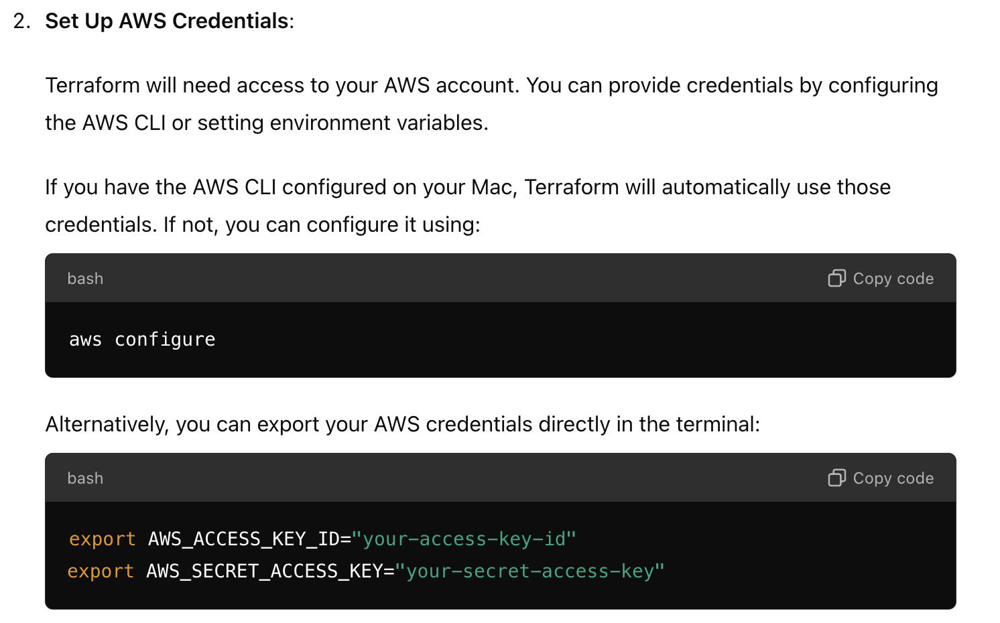 2. Set Up AWS Credentials:
Terraform will need access to your AWS account. You can provide credentials by configuring
the AWS CLI or setting environment variables.
If you have the AWS CLI configured on your Mac, Terraform will automatically use those
credentials. If not, you can configure it using:
bash Copy code
aws configure
Alternatively, you can export your AWS credentials directly in the terminal:
bash Copy code
export AWS_ACCESS_KEY_ID="your-access-key-id"
export AWS_SECRET_ACCESS_KEY="your-secret-access-key"